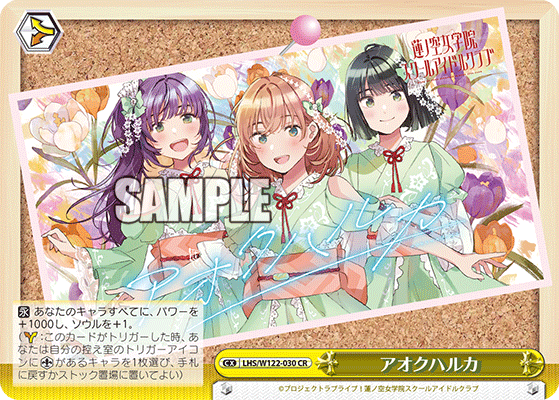 蓮ノ空女学院
スクールアイドルクラブ
SAMPLE
アオクハルカ
永 あなたのキャラすべてに、パワーを
+1000し、ソウルを+1。
(:このカードがトリガーした時、あ
なたは自分の控え室のトリガーアイコ
ンにがあるキャラを1枚選び、手札
に戻すかストック置場に置いてよい)
CX LHS/W122-030 CR アオクハルカ
©プロジェクトラブライブ!蓮ノ空女学院スクールアイドルクラブ